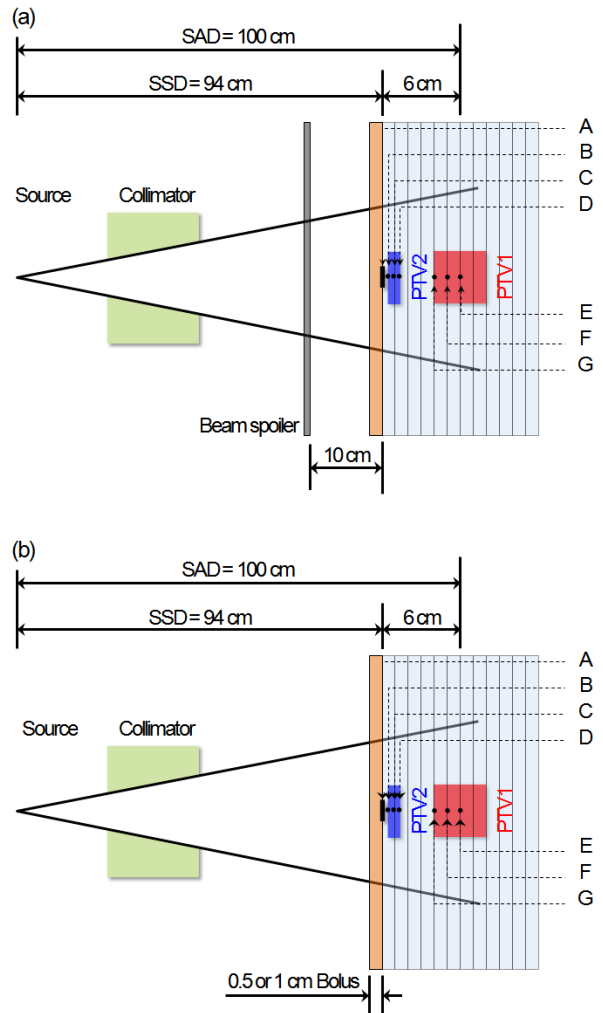 (a)
SAD = 100 cm
SSD = 94 cm
6 cm
A
B
C
D
Source
Collimator
PTV2
PTV1
E
F
G
Beam spoiler
10 cm
(b)
SAD = 100 cm
SSD = 94 cm
6 cm
A
B
C
D
Source
Collimator
PTV2
PTV1
E
F
G
0.5 or 1 cm Bolus